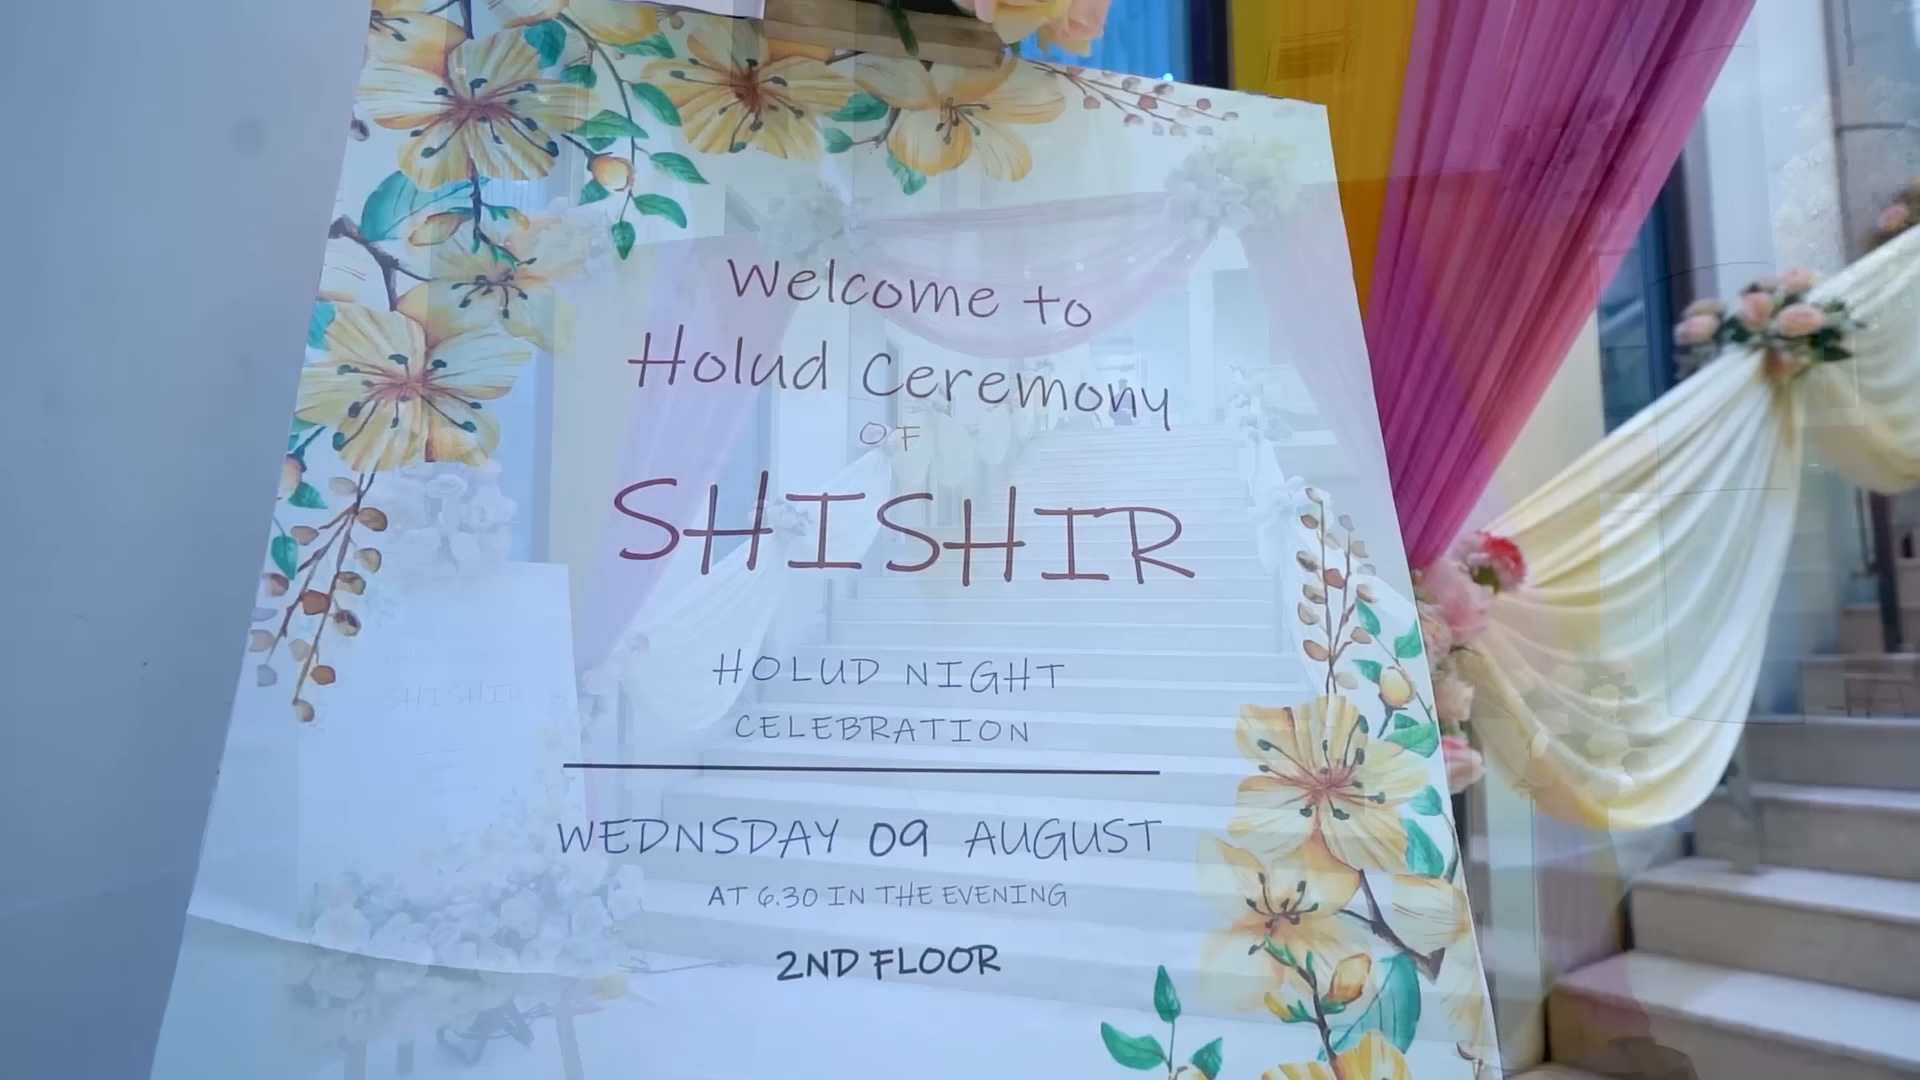 Welcome to
Holud Ceremony
OF
SHISHIR
HOLUD NIGHT
CELEBRATION
WEDNSDAY 09 AUGUST
AT 6.30 IN THE EVENING
2ND FLOOR